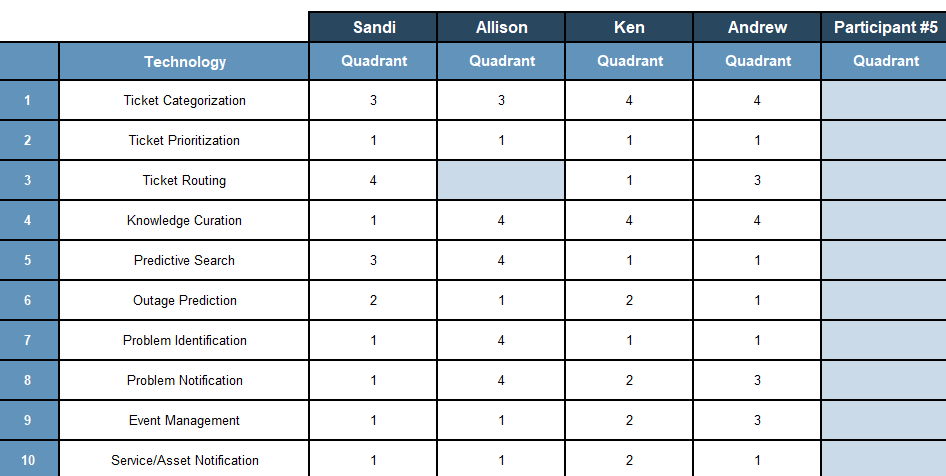 Sandi Allison Ken Andrew Participant #5
Technology Quadrant Quadrant Quadrant Quadrant Quadrant
1 Ticket Categorization 3 3 4 4
2 Ticket Prioritization 1 1 1 1
3 Ticket Routing 4 1 3
4 Knowledge Curation 1 4 4 4
5 Predictive Search 3 4 1 1
6 Outage Prediction 2 1 2 1
7 Problem Identification 1 4 1 1
8 Problem Notification 1 4 2 3
9 Event Management 1 1 2 3
10 Service/Asset Notification 1 1 2 1